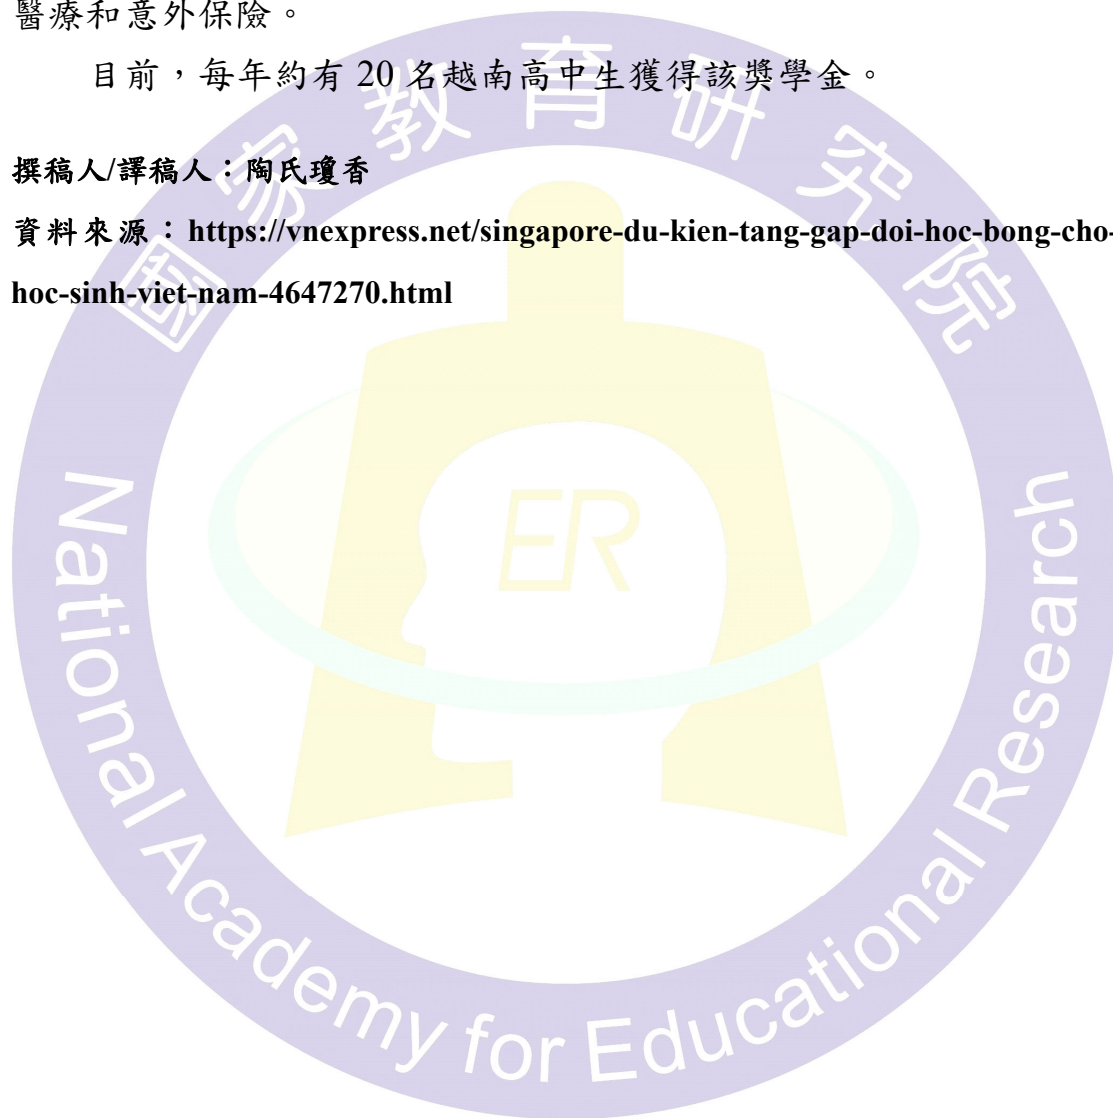 醫療和意外保險。
目前，每年約有 20 名越南高中生獲得該獎學金。
撰稿人/譯稿人：陶氏瓊香
資料來源：https://vnexpress.net/singapore-du-kien-tang-gap-doi-hoc-bong-cho-
hoc-sinh-viet-nam-4647270.html
國家教育研究院
ER
National Academy for Educational Research